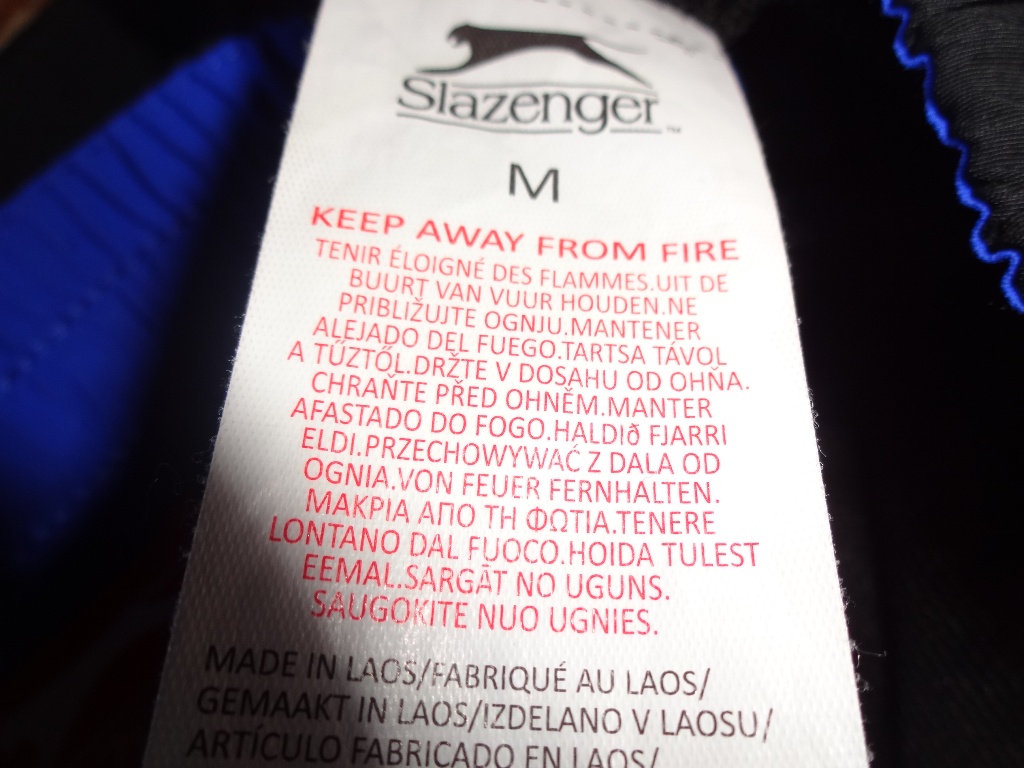 Slazenger™
M
KEEP AWAY FROM FIRE
TENIR ÉLOIGNÉ DES FLAMMES.UIT DE
BUURT VAN VUUR HOUDEN.NE
PRIBLIŽUJTE OGNJU.MANTENER
ALEJADO DEL FUEGO.TARTSA TÁVOL
A TŰZTŐL.DRŽTE V DOSAHU OD OHŇA.
CHRAŇTE PŘED OHNĚM.MANTER
AFASTADO DO FOGO.HALDIð FJARRI
ELDI.PRZECHOWYWAĆ Z DALA OD
OGNIA.VON FEUER FERNHALTEN.
ΜΑΚΡΙΑ ΑΠΟ ΤΗ ΦΩΤΙΑ.TENERE
LONTANO DAL FUOCO.HOIDA TULEST
EEMAL.SARGĀT NO UGUNS.
SAUGOKITE NUO UGNIES.
MADE IN LAOS/FABRIQUÉ AU LAOS/
GEMAAKT IN LAOS/IZDELANO V LAOSU/
ARTÍCULO FABRICADO EN LAOS/